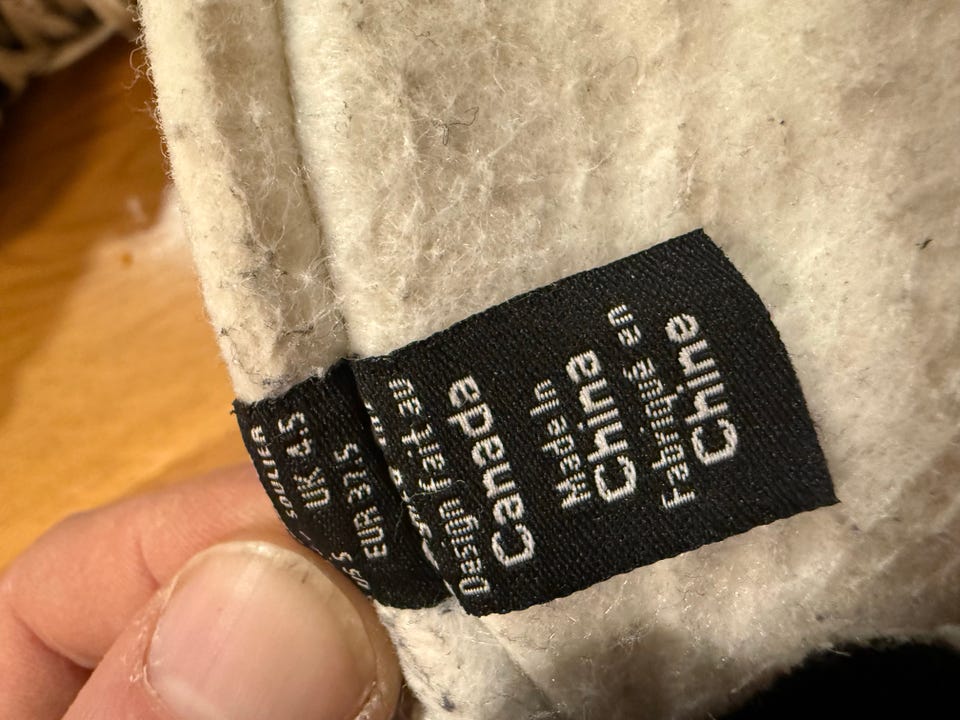 UK 4.5
EUR 37.5
Design Fait au
Canada
Made In
China
Fabriqué en
Chine